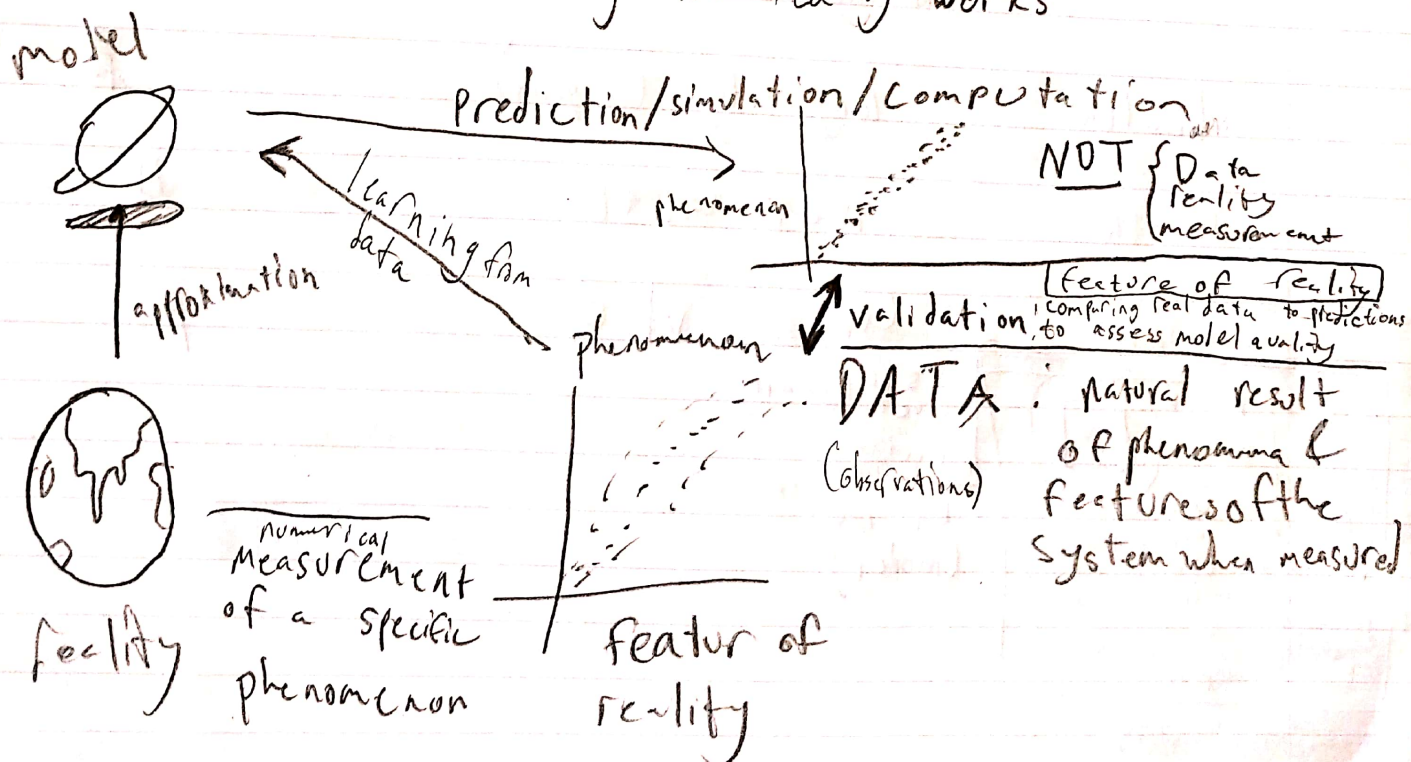 works
model
prediction/simulation/computation
NOT { Data
reality
measurement
phenomenon
learning from
data
approximation
feature of reality
validation: comparing real data to predictions
to assess model quality
phenomenon
DATA : natural result
(observations)
of phenomena &
features of the
system when measured
numerical
measurement
of a specific
phenomenon
reality
featur of
reality